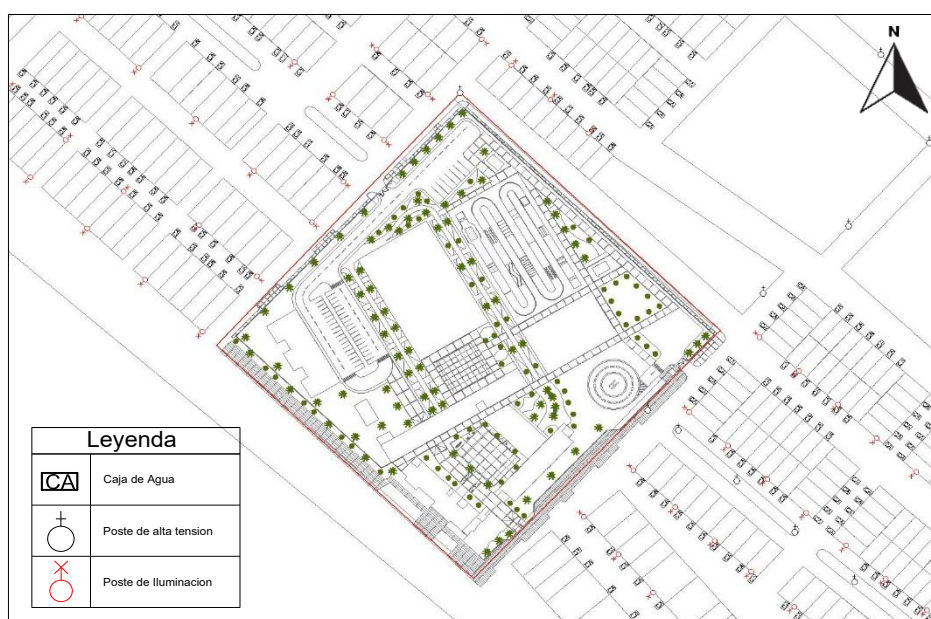 N
Leyenda
CA
Caja de Agua
Poste de alta tension
Poste de Iluminacion